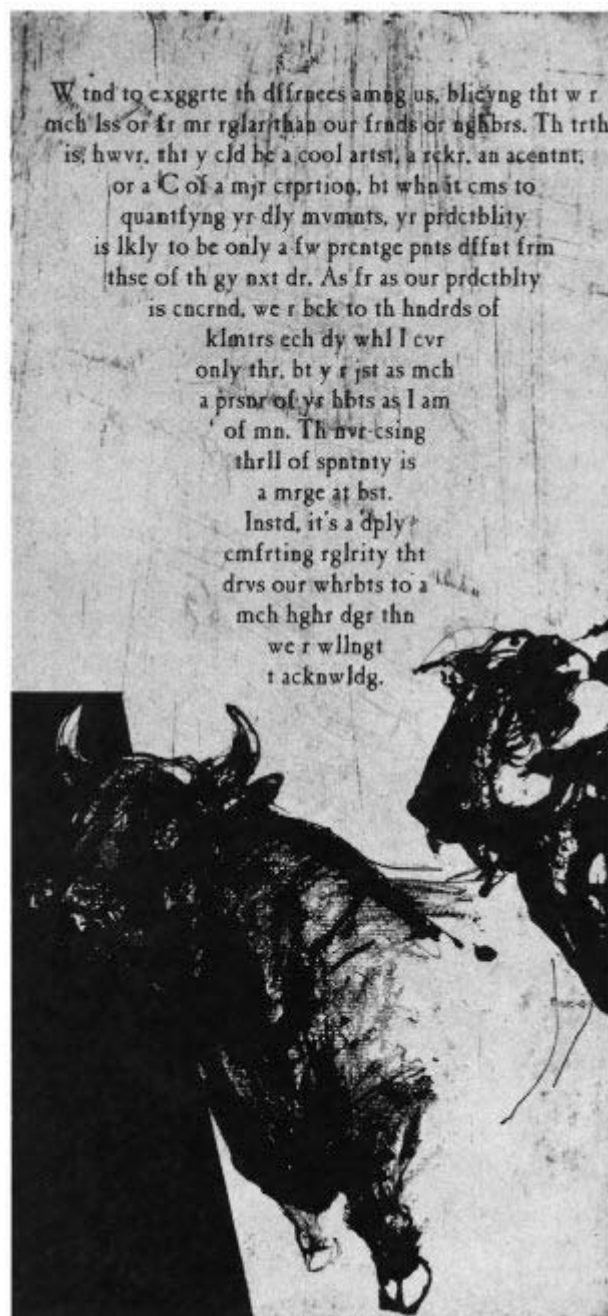 W tnd to exggrte th dffrnces amng us, blievng tht w r
mch lss or fr mr rglar than our frnds or nghbrs. Th trth
is, hwvr, tht y cld be a cool artst, a rckr, an acentnt,
or a C of a mjr crprtion, bt whn it cms to
quantfyng yr dly mvmnts, yr prdctblity
is lkly to be only a fw prcntge pnts dffnt frm
thse of th gy nxt dr. As fr as our prdctblty
is cncrnd, we r bck to th hndrds of
klmtrs ech dy whl I cvr
only thr, bt y r jst as mch
a prsnr of yr hbts as I am
of mn. Th nvr-csing
thrll of spntnty is
a mrge at bst.
Instd, it's a dply
cmfrting rglrity tht
drvs our whrbts to a
mch hghr dgr thn
we r wllngt
t acknwldg.